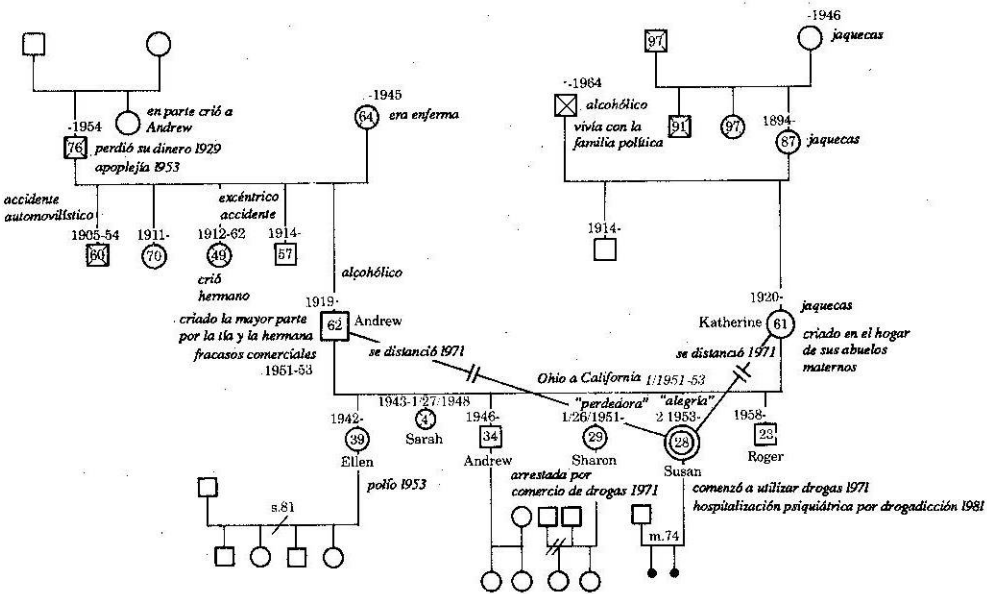 -1946
jaquecas
97
-1964
alcohólico
vivía con la
familia política
91
97
1894-
87
jaquecas
-1945
64
era enferma
en parte crió a
Andrew
-1954
76
perdió su dinero 1929
apoplejía 1953
accidente
automovilístico
excéntrico
accidente
1905-54
60
1911-
70
1912-62
49
crió
hermano
1914-
57
1914-
alcohólico
1919-
62
Andrew
criado la mayor parte
por la tía y la hermana
fracasos comerciales
1951-53
1920-
jaquecas
Katherine
61
criado en el hogar
de sus abuelos
maternos
se distanció 1971
se distanció 1971
Ohio a California 1/1951-53
"perdedora"
"alegría"
1942-
39
Ellen
polio 1953
1943-1/27/1948
4
Sarah
1946-
34
Andrew
1/26/1951-
29
Sharon
arrestada por
comercio de drogas 1971
2 1953-
28
Susan
comenzó a utilizar drogas 1971
hospitalización psiquiátrica por drogadicción 1981
1958-
23
Roger
s.81
m.74